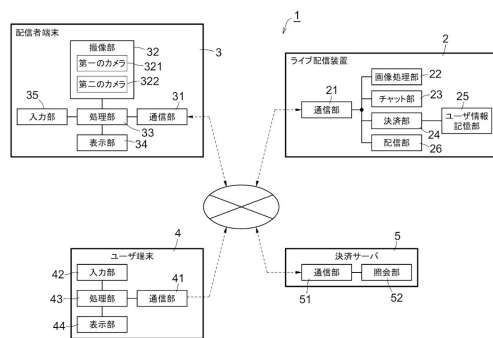 1
配信者端末
3
撮像部
32
第一のカメラ
321
第二のカメラ
322
35
31
入力部
処理部
通信部
33
表示部
34
2
ライブ配信装置
画像処理部
22
チャット部
23
21
通信部
決済部
24
25
ユーザ情報
記憶部
配信部
26
4
ユーザ端末
42
入力部
41
43
処理部
通信部
44
表示部
5
決済サーバ
通信部
照会部
51
52